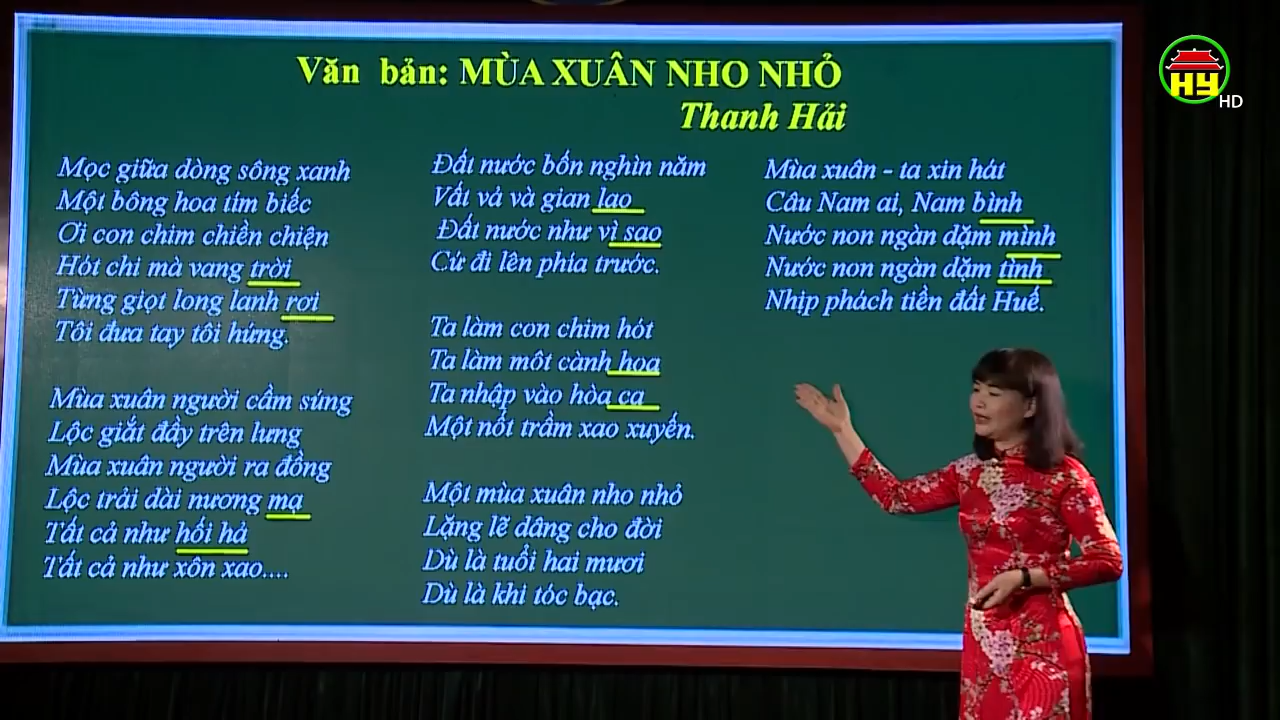 Văn bản: MÙA XUÂN NHO NHỎ
Thanh Hải
Mọc giữa dòng sông xanh
Một bông hoa tím biếc
Ơi con chim chiền chiện
Hót chi mà vang trời
Từng giọt long lanh rơi
Tôi đưa tay tôi hứng.
Mùa xuân người cầm súng
Lộc giắt đầy trên lưng
Mùa xuân người ra đồng
Lộc trải dài nương mạ
Tất cả như hối hả
Tất cả như xôn xao....
Đất nước bốn nghìn năm
Vất vả và gian lao
Đất nước như vì sao
Cứ đi lên phía trước.
Ta làm con chim hót
Ta làm môt cành hoa
Ta nhập vào hòa ca
Một nốt trầm xao xuyến.
Một mùa xuân nho nhỏ
Lặng lẽ dâng cho đời
Dù là tuổi hai mươi
Dù là khi tóc bạc.
Mùa xuân - ta xin hát
Câu Nam ai, Nam bình
Nước non ngàn dặm mình
Nước non ngàn dặm tình
Nhịp phách tiền đất Huế.
HY
HD